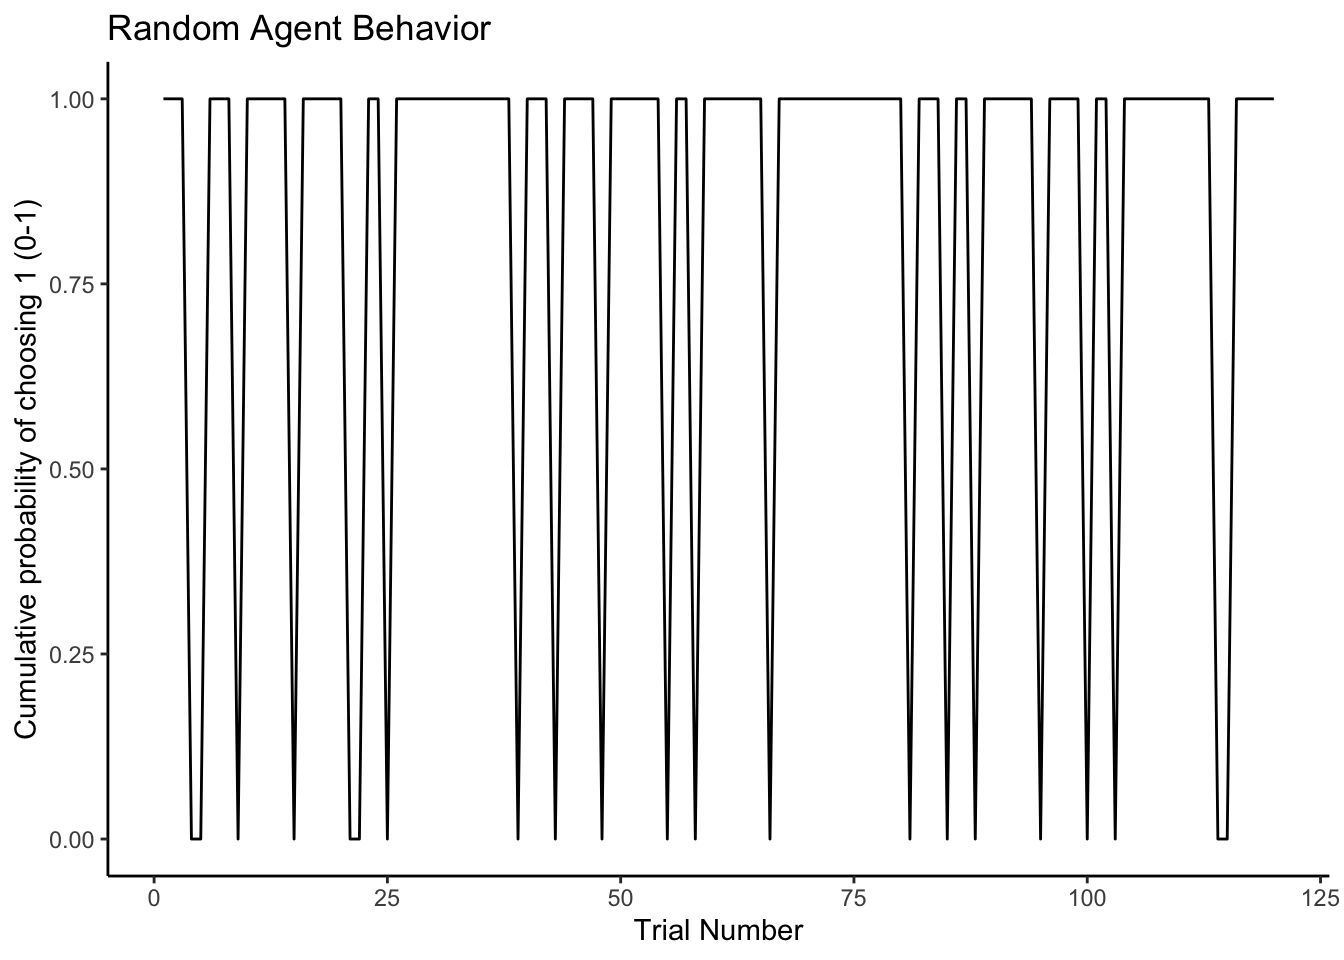 Random Agent Behavior
Cumulative probability of choosing 1 (0-1)
1.00
0.75
0.50
0.25
0.00
0 25 50 75 100 125
Trial Number